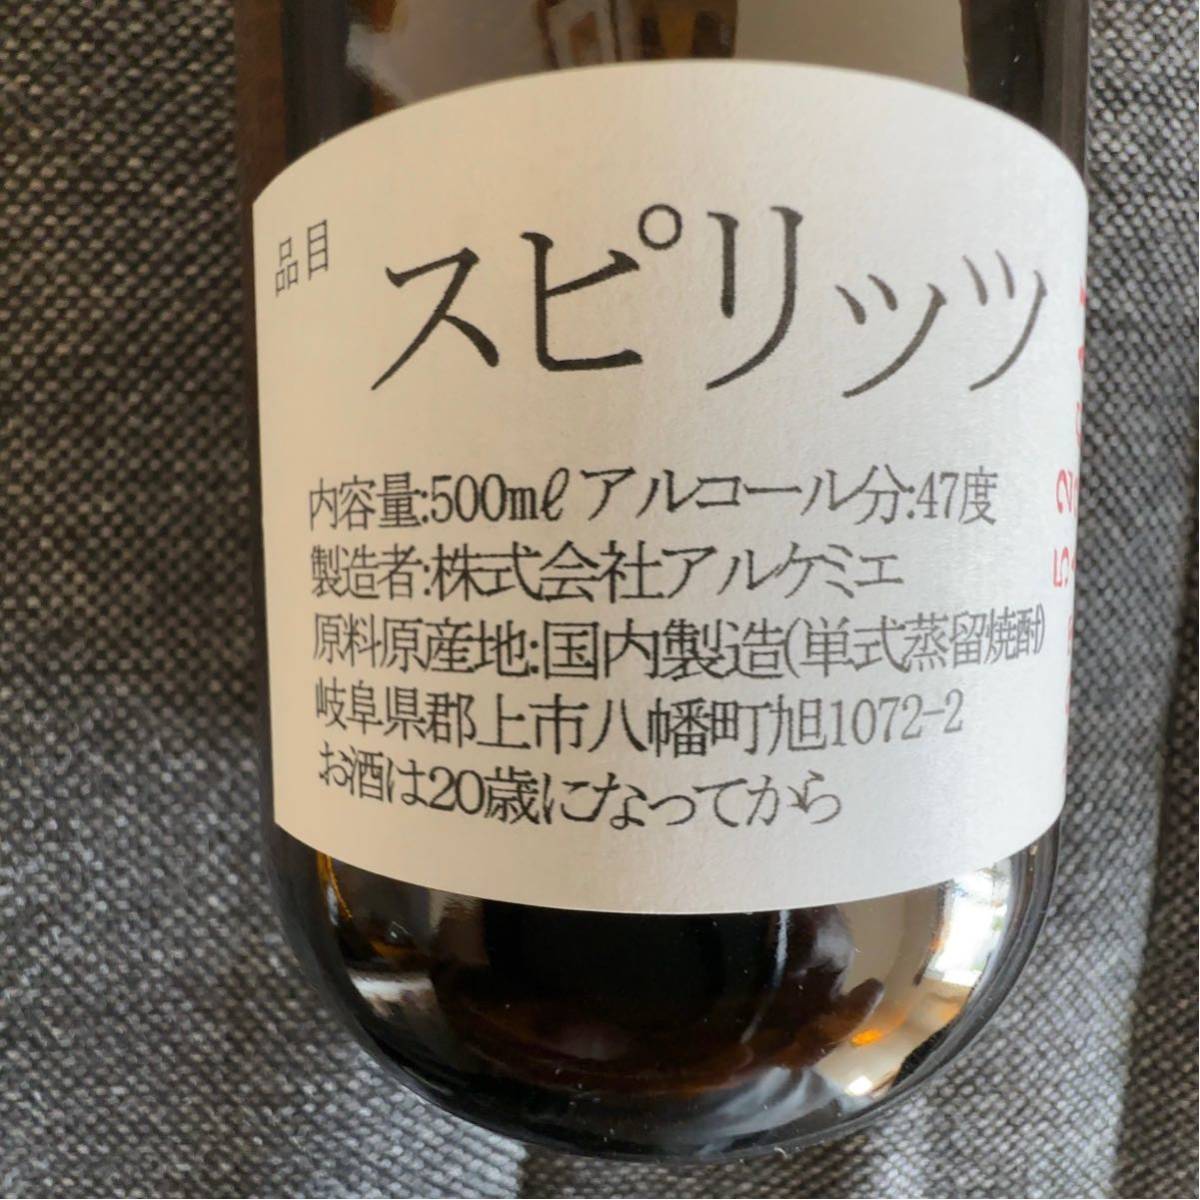 品目 スピリッツ
内容量:500mℓ アルコール分:47度
製造者:株式会社アルケミエ
原料原産地:国内製造(単式蒸留焼酎)
岐阜県郡上市八幡町旭1072-2
お酒は20歳になってから